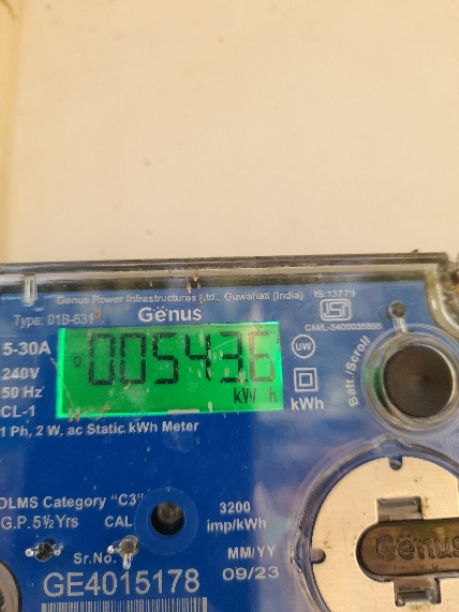 Genus Power Infrastructures Ltd., Guwahati (India)
IS:13779
Type: 01B-631
Genus
CM/L-5400035895
5-30A
240V
50 Hz
CL-1
005436
kW h
UW
kWh
Batt./Scroll
1 Ph, 2 W, ac Static kWh Meter
DLMS Category "C3"
G.P. 5½ Yrs
CAL
3200
imp/kWh
Sr.No.
MM/YY
GE4015178
09/23
Genus